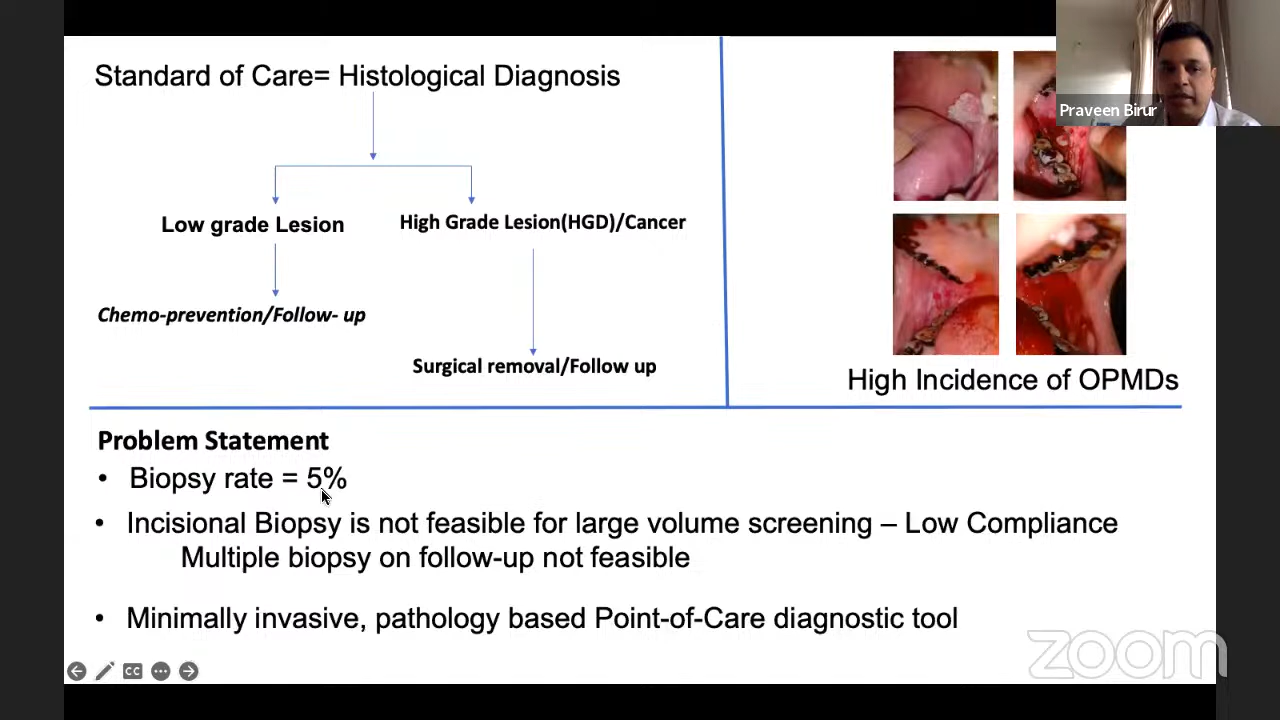 Standard of Care= Histological Diagnosis
Low grade Lesion
High Grade Lesion(HGD)/Cancer
Chemo-prevention/Follow- up
Surgical removal/Follow up
Praveen Birur
High Incidence of OPMDs
Problem Statement
• Biopsy rate = 5%
• Incisional Biopsy is not feasible for large volume screening – Low Compliance
Multiple biopsy on follow-up not feasible
• Minimally invasive, pathology based Point-of-Care diagnostic tool
CC
zoom